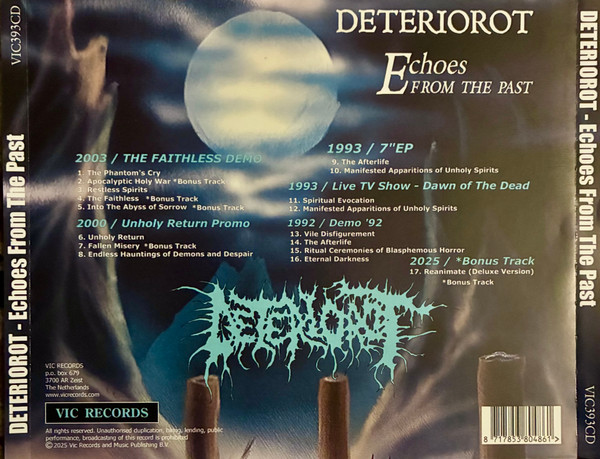 DETERIOROT
Echoes
FROM THE PAST
2003 / THE FAITHLESS DEMO
1. The Phantom's Cry
2. Apocalyptic Holy War *Bonus Track
3. Restless Spirits
4. The Faithless *Bonus Track
5. Into The Abyss of Sorrow *Bonus Track
2000 / Unholy Return Promo
6. Unholy Return
7. Fallen Misery *Bonus Track
8. Endless Hauntings of Demons and Despair
1993 / 7"EP
9. The Afterlife
10. Manifested Apparitions of Unholy Spirits
1993 / Live TV Show - Dawn of The Dead
11. Spiritual Evocation
12. Manifested Apparitions of Unholy Spirits
1992 / Demo '92
13. Vile Disfigurement
14. The Afterlife
15. Ritual Ceremonies of Blasphemous Horror
16. Eternal Darkness
2025 / *Bonus Track
17. Reanimate (Deluxe Version)
*Bonus Track
DETERIOROT
VIC RECORDS
p.o. box 679
3700 AR Zeist
The Netherlands
www.vicrecords.com
VIC RECORDS
All rights reserved. Unauthorised duplication, hiring, lending, public
performance, broadcasting of this record is prohibited
©2025 Vic Records and Music Publishing B.V.
8 717853 804861 >
DETERIOROT - Echoes From The Past
VIC393CD
DETERIOROT - Echoes From The Past
VIC393CD